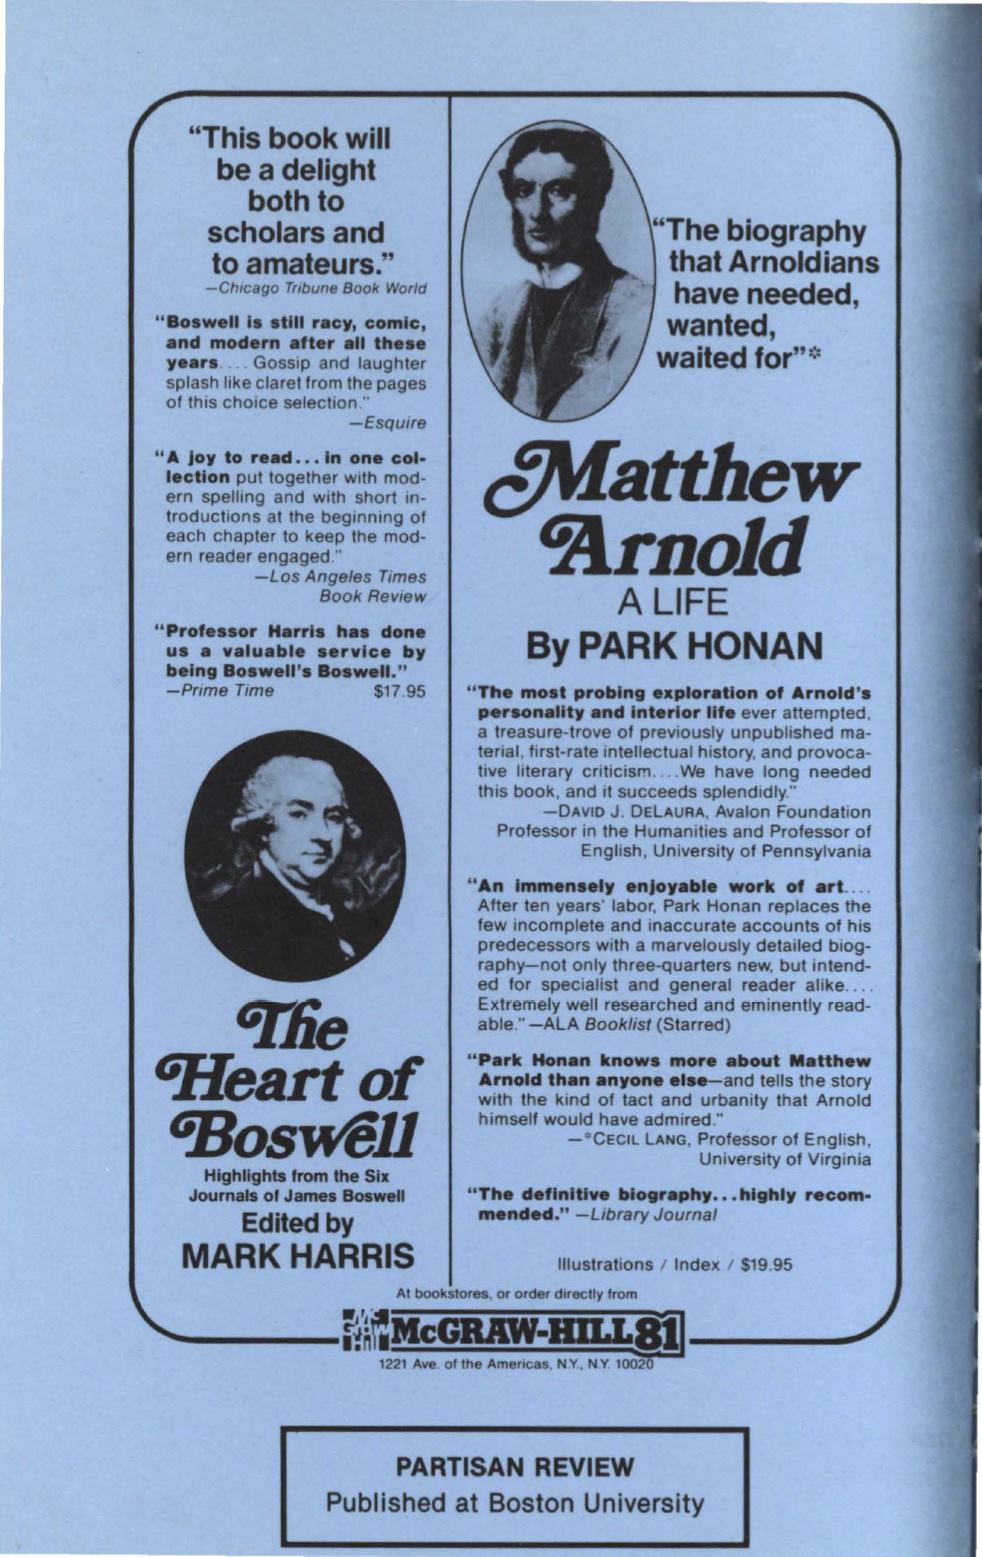 “This book will
be a delight
both to
scholars and
to amateurs.”
—Chicago Tribune Book World
“Boswell is still racy, comic,
and modern after all these
years.... Gossip and laughter
splash like claret from the pages
of this choice selection.”
—Esquire
“A joy to read...in one col-
lection put together with mod-
ern spelling and with short in-
troductions at the beginning of
each chapter to keep the mod-
ern reader engaged.”
—Los Angeles Times
Book Review
“Professor Harris has done
us a valuable service by
being Boswell's Boswell.”
—Prime Time $17.95
The
Heart of
Boswell
Highlights from the Six
Journals of James Boswell
Edited by
MARK HARRIS
“The biography
that Arnoldians
have needed,
wanted,
waited for”*
Matthew
Arnold
A LIFE
By PARK HONAN
“The most probing exploration of Arnold's
personality and interior life ever attempted,
a treasure-trove of previously unpublished ma-
terial, first-rate intellectual history, and provoca-
tive literary criticism....We have long needed
this book, and it succeeds splendidly.”
—DAVID J. DELAURA, Avalon Foundation
Professor in the Humanities and Professor of
English, University of Pennsylvania
“An immensely enjoyable work of art....
After ten years' labor, Park Honan replaces the
few incomplete and inaccurate accounts of his
predecessors with a marvelously detailed biog-
raphy—not only three-quarters new, but intend-
ed for specialist and general reader alike....
Extremely well researched and eminently read-
able.” —ALA Booklist (Starred)
“Park Honan knows more about Matthew
Arnold than anyone else—and tells the story
with the kind of tact and urbanity that Arnold
himself would have admired.”
—*CECIL LANG, Professor of English,
University of Virginia
“The definitive biography...highly recom-
mended.” —Library Journal
Illustrations / Index / $19.95
At bookstores, or order directly from
Mc
Graw
Hill
McGRAW-HILL 81
1221 Ave. of the Americas, N.Y., N.Y. 10020
PARTISAN REVIEW
Published at Boston University